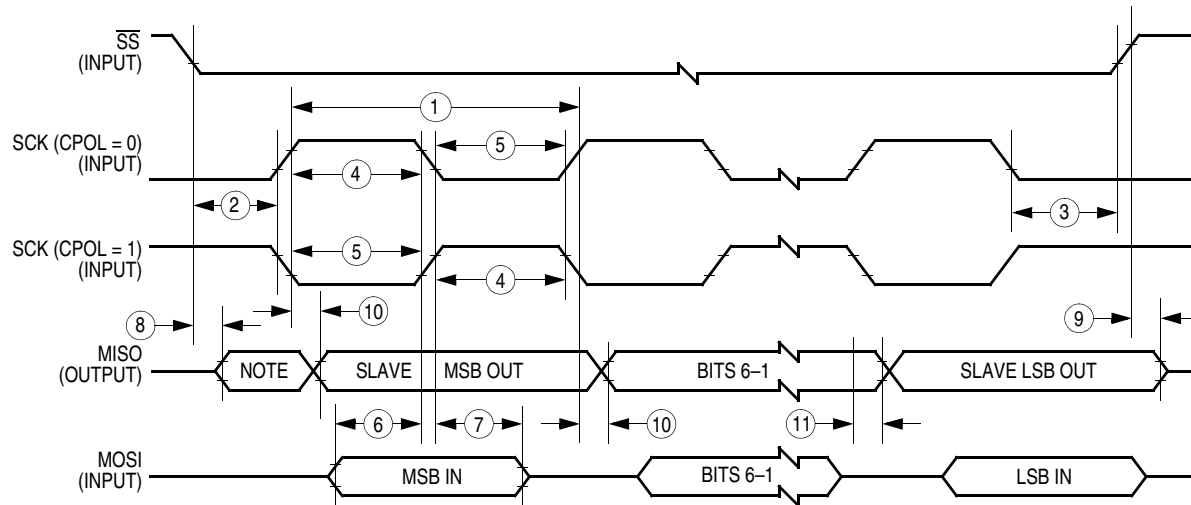 SS
(INPUT)
1
SCK (CPOL = 0)
(INPUT)
5
4
2
3
SCK (CPOL = 1)
(INPUT)
5
4
8
10
9
MISO
(OUTPUT)
NOTE
SLAVE
MSB OUT
BITS 6–1
SLAVE LSB OUT
6
7
10
11
MOSI
(INPUT)
MSB IN
BITS 6–1
LSB IN